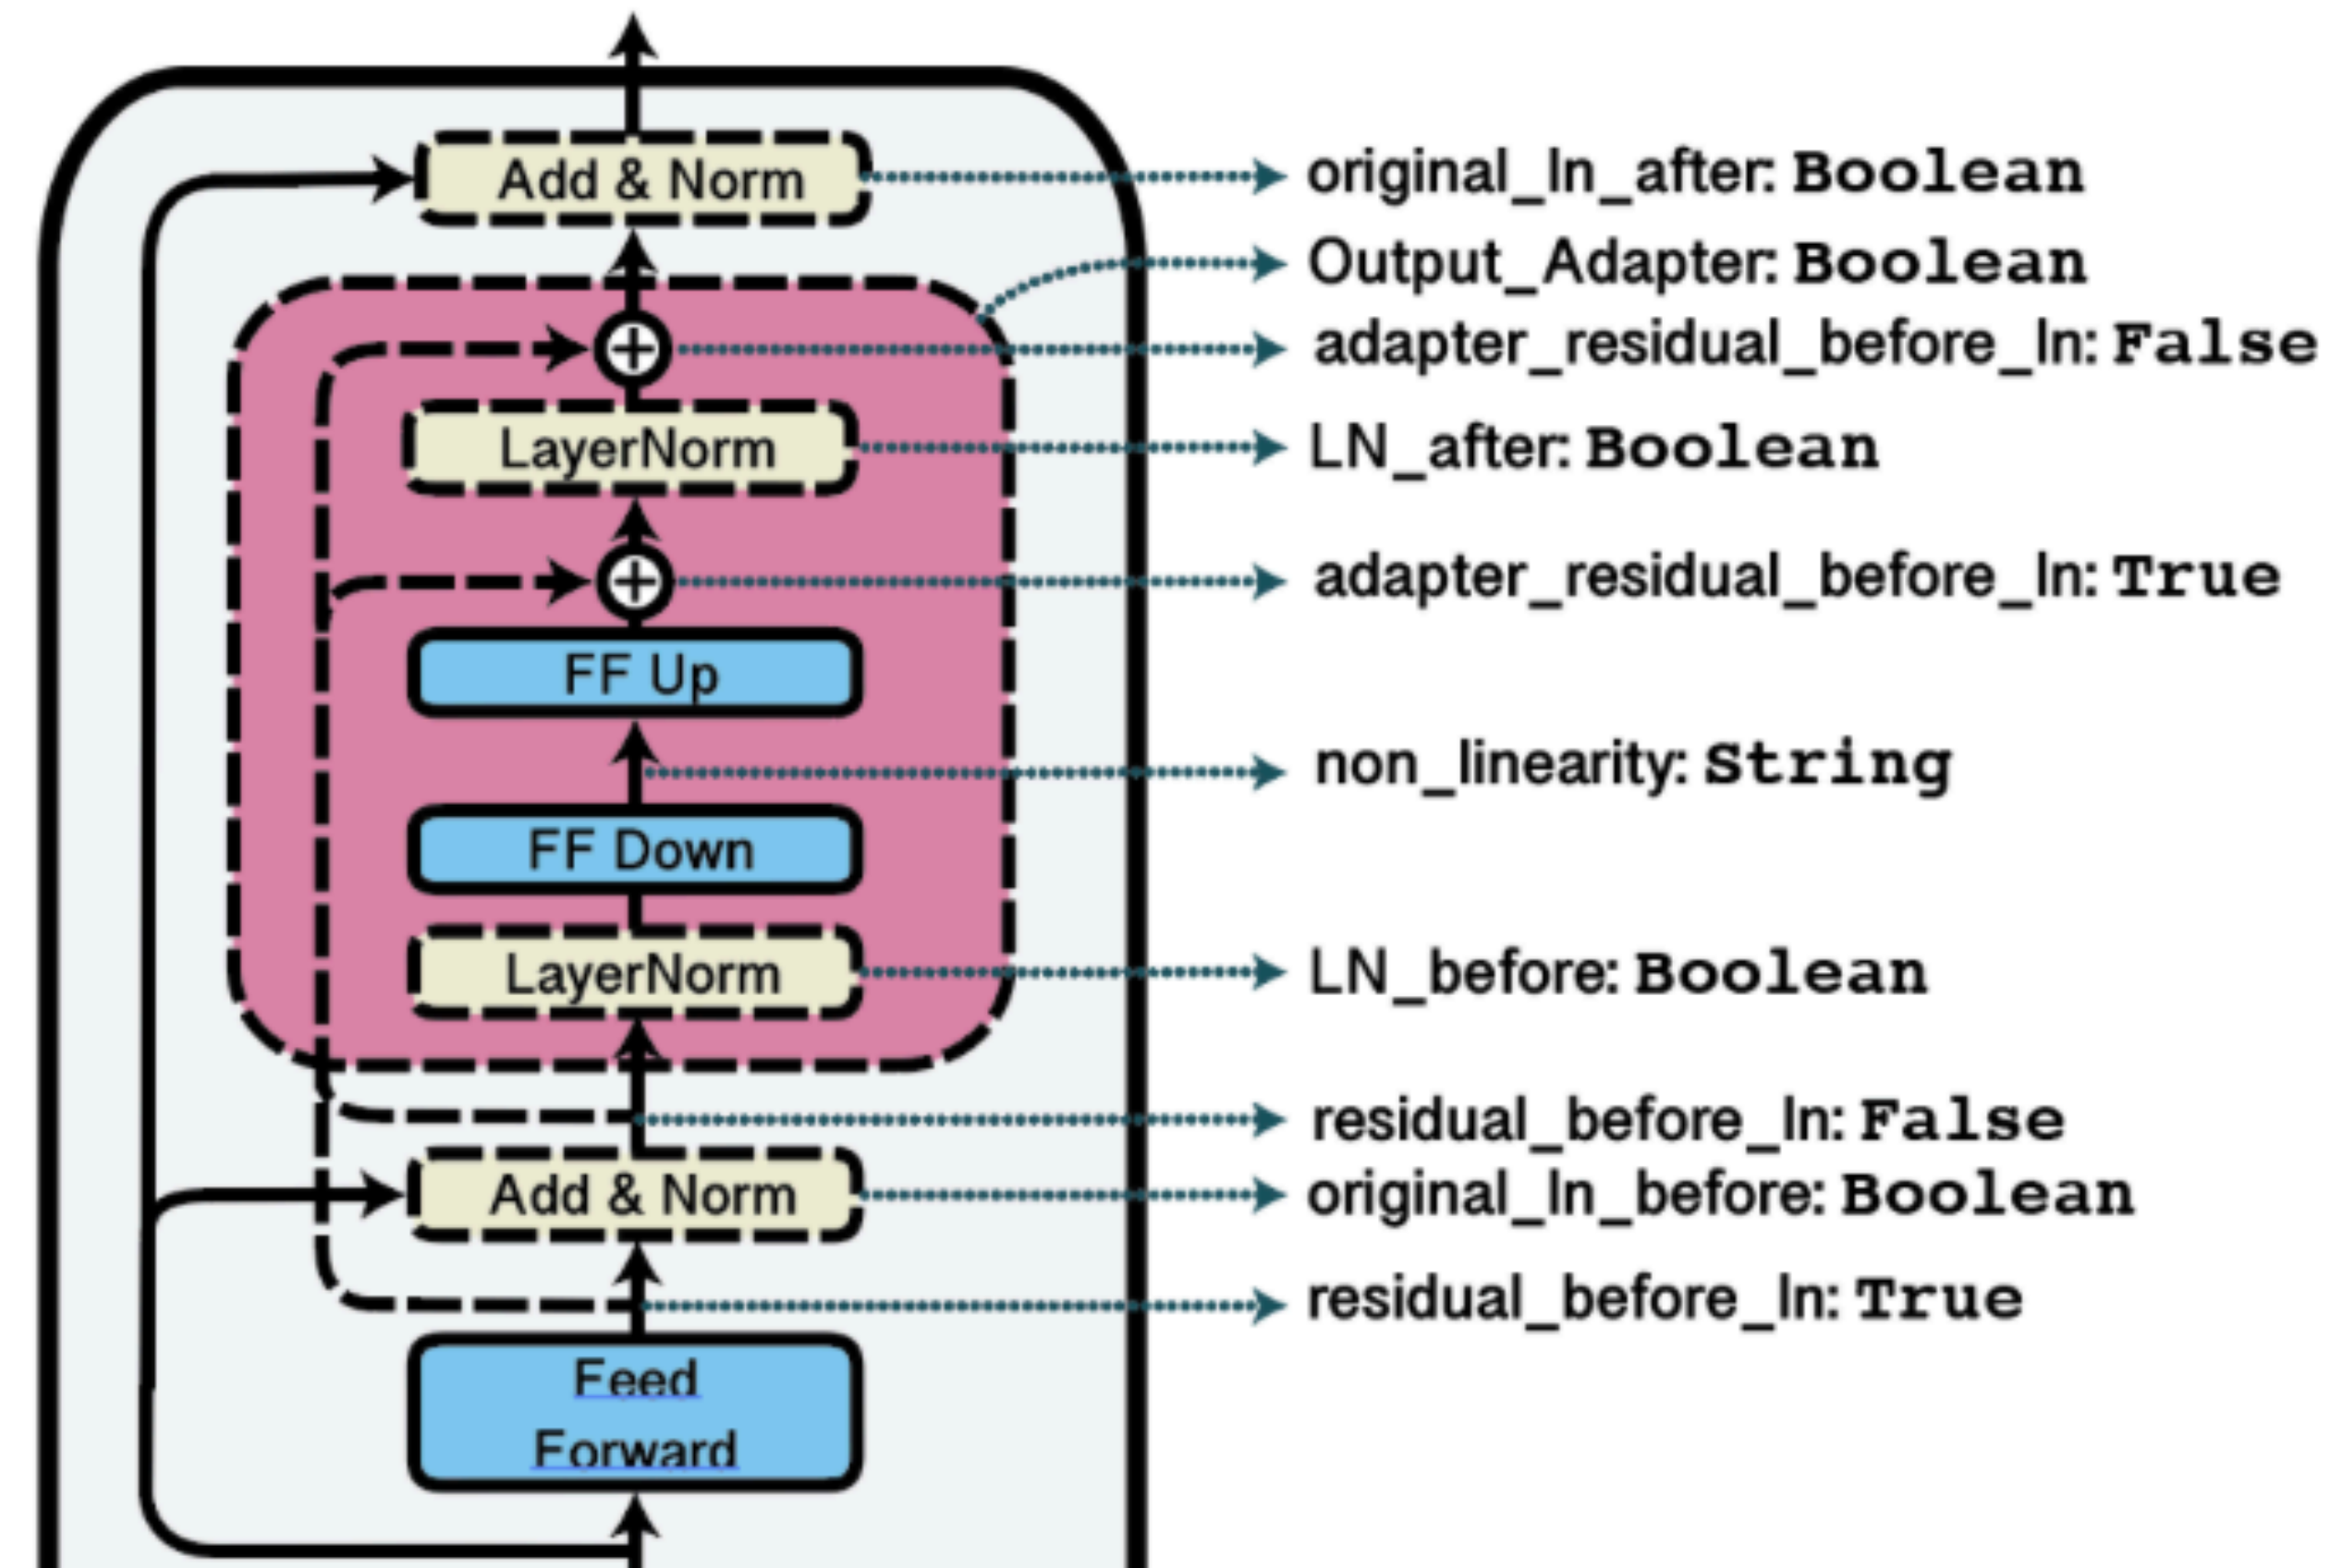 Add & Norm
original_ln_after: Boolean
Output_Adapter: Boolean
adapter_residual_before_ln: False
LayerNorm
LN_after: Boolean
adapter_residual_before_ln: True
FF Up
non_linearity: String
FF Down
LayerNorm
LN_before: Boolean
residual_before_ln: False
Add & Norm
original_ln_before: Boolean
residual_before_ln: True
Feed
Forward